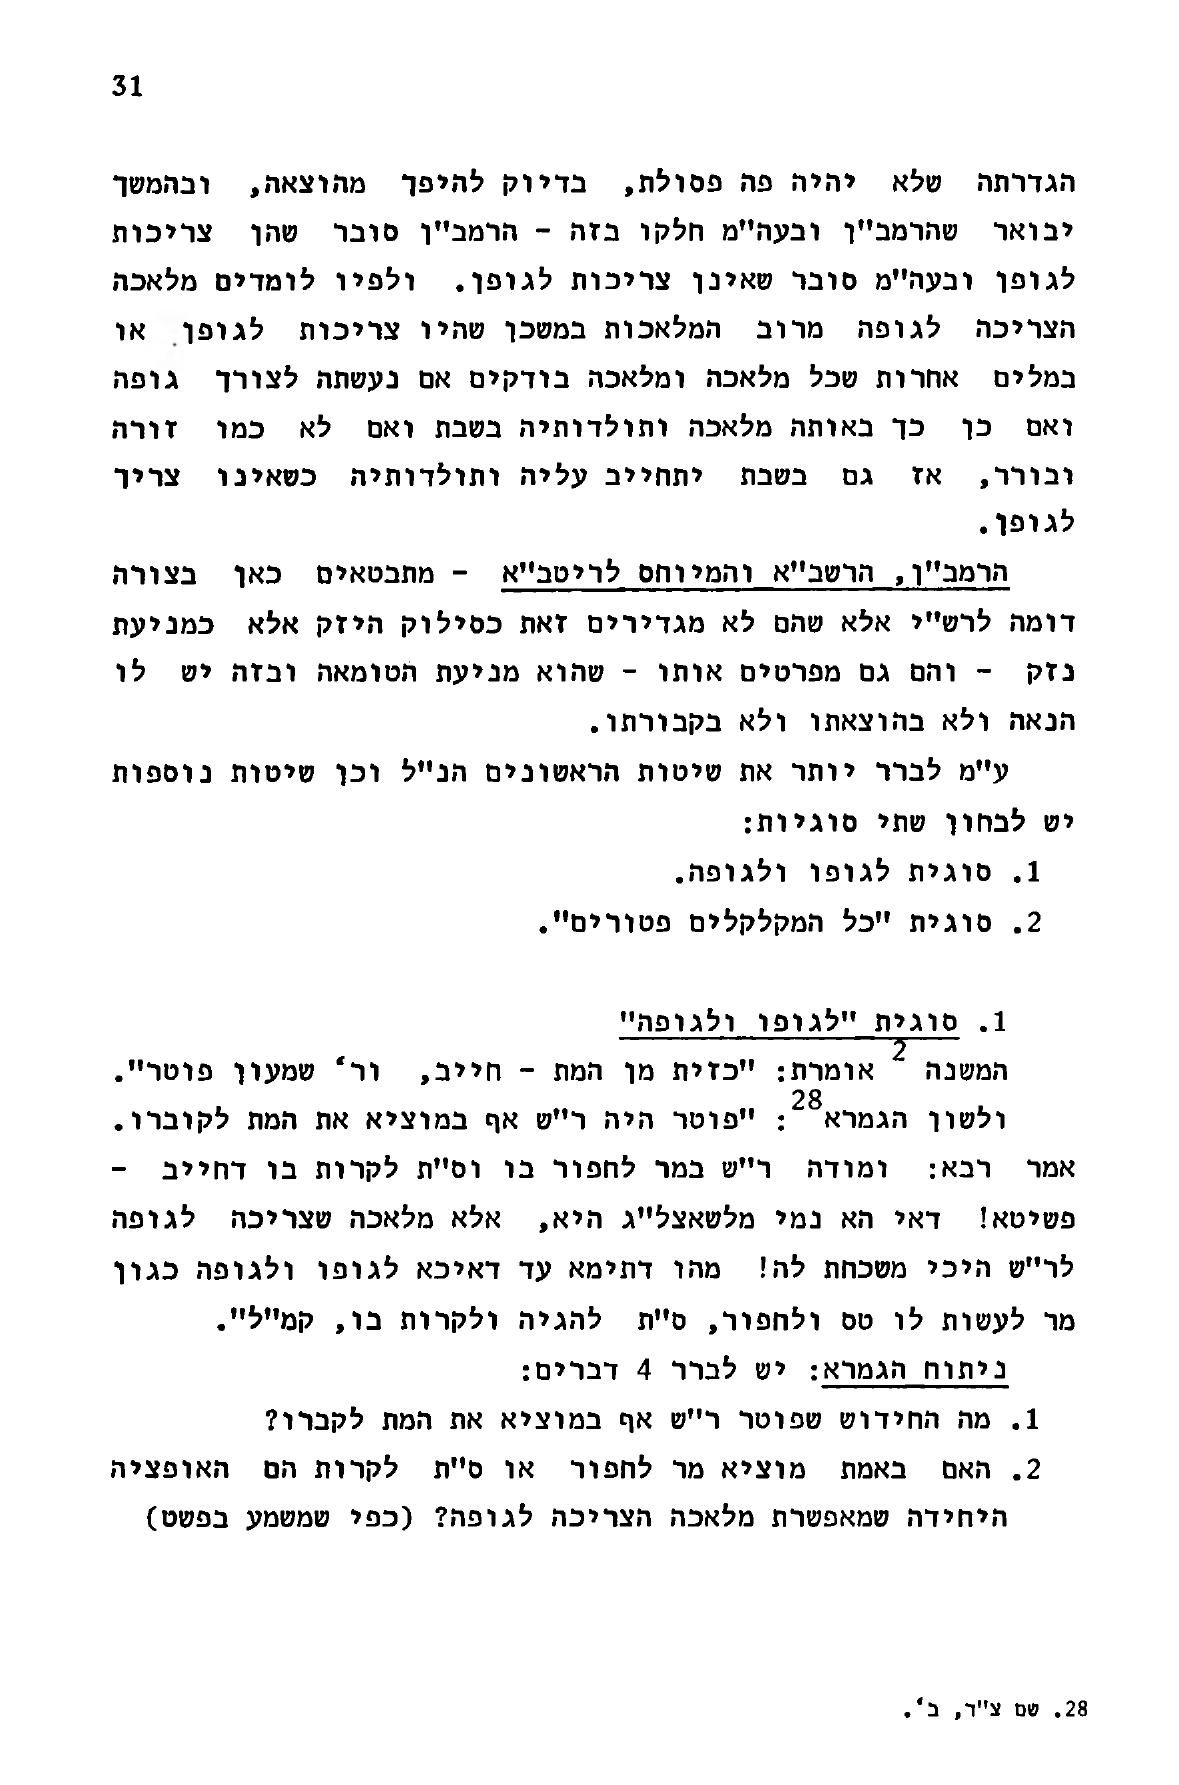 31
הגדרתה שלא יהיה פה פסולת, בדיוק להיפך מהוצאה, ובהמשך
יבואר שהרמב"ן ובעה"מ חלקו בזה - הרמב"ן סובר שהן צריכות
לגופן ובעה"מ סובר שאינן צריכות לגופן. ולפיו לומדים מלאכה
הצריכה לגופה מרוב המלאכות במשכן שהיו צריכות לגופן או
במלים אחרות שכל מלאכה ומלאכה בודקים אם נעשתה לצורך גופה
ואם כן כך באותה מלאכה ותולדותיה בשבת ואם לא כמו זורה
ובורר, אז גם בשבת יתחייב עליה ותולדותיה כשאינו צריך
לגופן.
הרמב"ן, הרשב"א והמיוחס לריטב"א - מתבטאים כאן בצורה
דומה לרש"י אלא שהם לא מגדירים זאת כסילוק היזק אלא כמניעת
נזק - והם גם מפרטים אותו - שהוא מניעת הטומאה ובזה יש לו
הנאה ולא בהוצאתו ולא בקבורתו.
ע"מ לברר יותר את שיטות הראשונים הנ"ל וכן שיטות נוספות
יש לבחון שתי סוגיות:
1. סוגית לגופו ולגופה.
2. סוגית "כל המקלקלים פטורים".
1. סוגית "לגופו ולגופה"
המשנה 2 אומרת: "כזית מן המת - חייב, ור' שמעון פוטר".
ולשון הגמרא28: "פוטר היה ר"ש אף במוציא את המת לקוברו.
אמר רבא: ומודה ר"ש במר לחפור בו וס"ת לקרות בו דחייב -
פשיטא! דאי הא נמי מלשאצל"ג היא, אלא מלאכה שצריכה לגופה
לר"ש היכי משכחת לה! מהו דתימא עד דאיכא לגופו ולגופה כגון
מר לעשות לו טס ולחפור, ס"ת להגיה ולקרות בו, קמ"ל".
ניתוח הגמרא: יש לברר 4 דברים:
1. מה החידוש שפוטר ר"ש אף במוציא את המת לקברו?
2. האם באמת מוציא מר לחפור או ס"ת לקרות הם האופציה
היחידה שמאפשרת מלאכה הצריכה לגופה? (כפי שמשמע בפשט)
28. שם צ"ד, ב'.